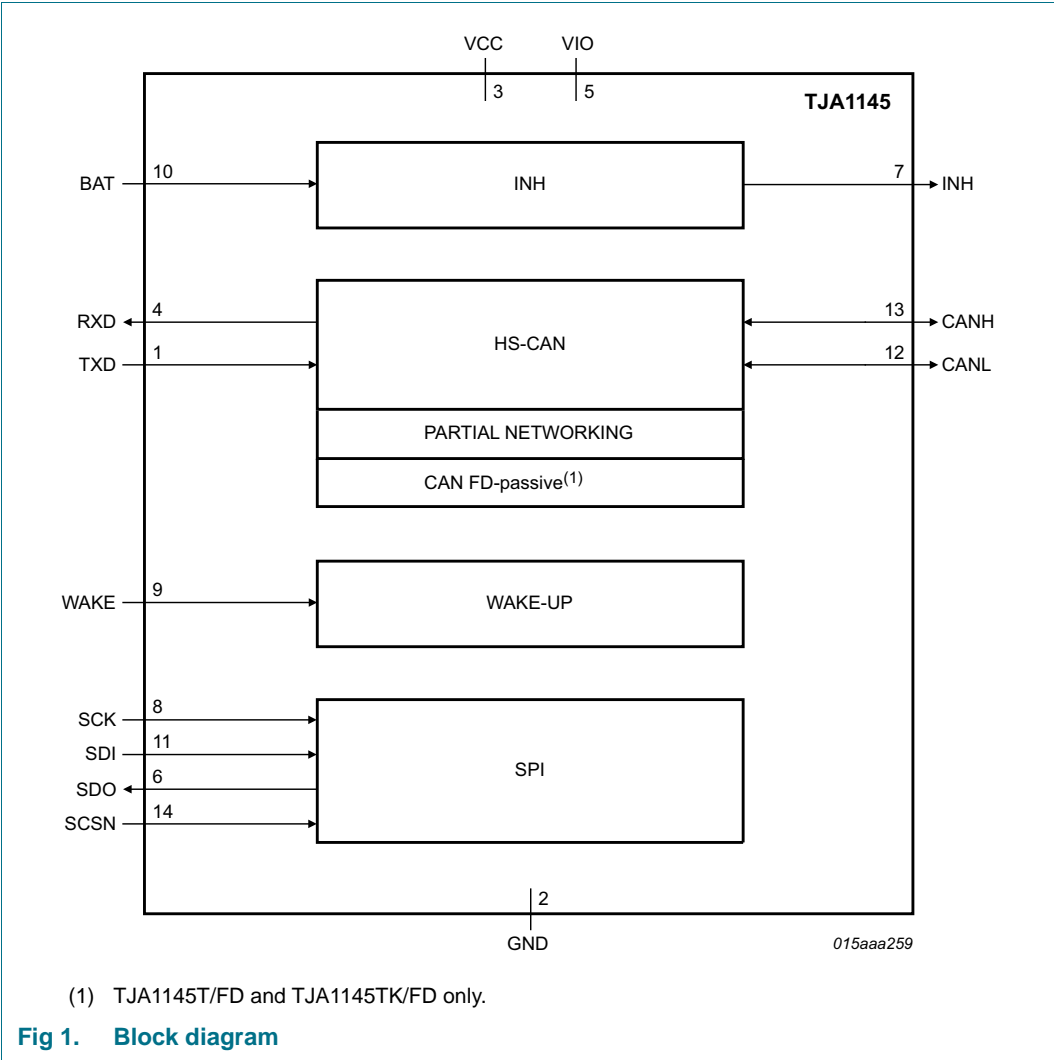 VCC VIO
3 5
TJA1145
BAT 10 INH 7 INH
RXD 4 13 CANH
HS-CAN
TXD 1 12 CANL
PARTIAL NETWORKING
CAN FD-passive(1)
WAKE 9 WAKE-UP
SCK 8
SDI 11
SPI
SDO 6
SCSN 14
2
GND
015aaa259
(1) TJA1145T/FD and TJA1145TK/FD only.
Fig 1. Block diagram